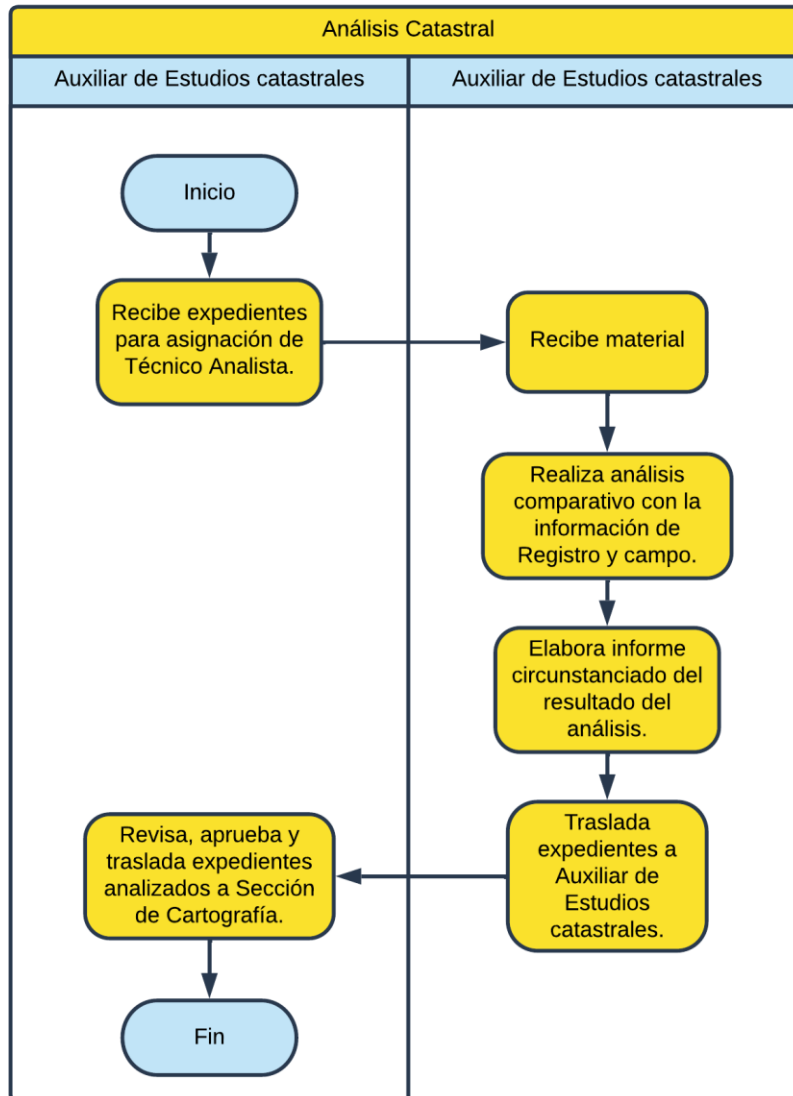 Análisis Catastral
Auxiliar de Estudios catastrales
Auxiliar de Estudios catastrales
Inicio
Recibe expedientes
para asignación de
Técnico Analista.
Recibe material
Realiza análisis
comparativo con la
información de
Registro y campo.
Elabora informe
circunstanciado del
resultado del
análisis.
Traslada
expedientes a
Auxiliar de
Estudios
catastrales.
Revisa, aprueba y
traslada expedientes
analizados a Sección
de Cartografía.
Fin